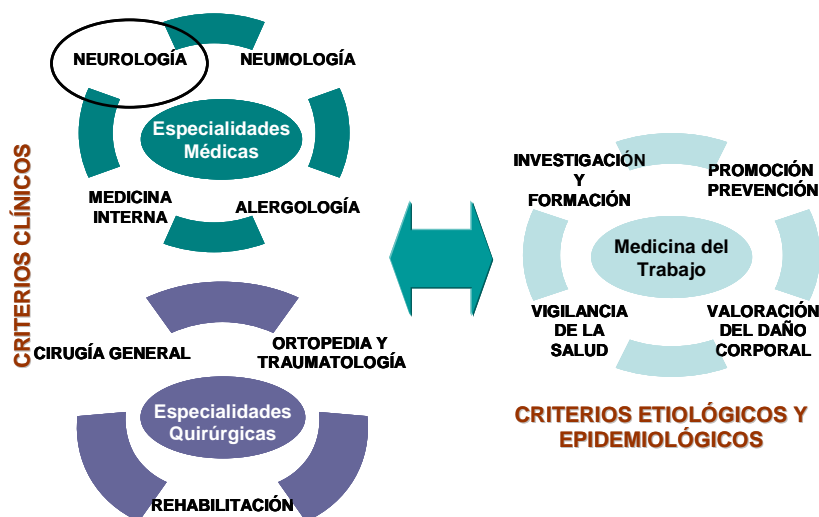 NEUROLOGÍA
NEUMOLOGÍA
Especialidades
Médicas
MEDICINA
INTERNA
ALERGOLOGÍA
CRITERIOS CLÍNICOS
CIRUGÍA GENERAL
ORTOPEDIA Y
TRAUMATOLOGÍA
Especialidades
Quirúrgicas
REHABILITACIÓN
INVESTIGACIÓN
Y
FORMACIÓN
PROMOCIÓN
PREVENCIÓN
Medicina del
Trabajo
VIGILANCIA
DE LA
SALUD
VALORACIÓN
DEL DAÑO
CORPORAL
CRITERIOS ETIOLÓGICOS Y
EPIDEMIOLÓGICOS